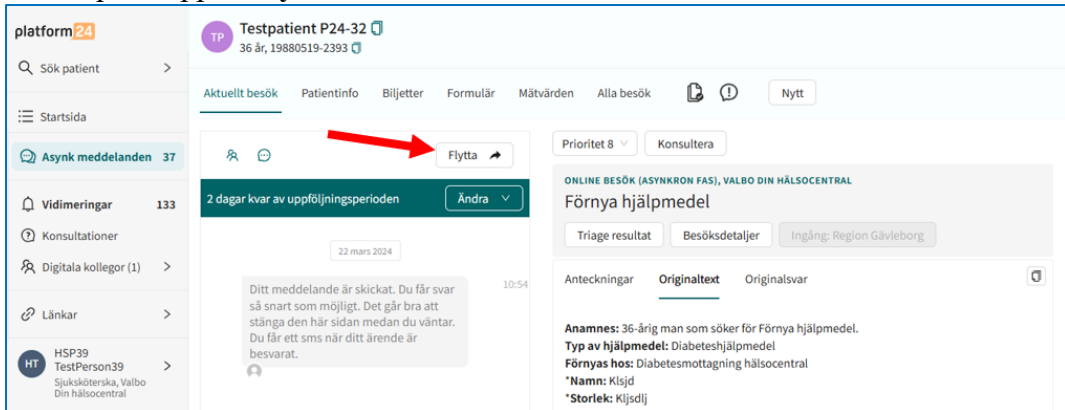 platform24
Sök patient
Startsida
Asynk meddelanden 37
Vidimeringar 133
Konsultationer
Digitala kollegor (1)
Länkar
HT
HSP39
TestPerson39
Sjuksköterska, Valbo
Din hälsocentral
TP
Testpatient P24-32
36 år, 19880519-2393
Aktuellt besök Patientinfo Biljetter Formulär Mätvärden Alla besök Nytt
Flytta
2 dagar kvar av uppföljningsperioden Ändra
22 mars 2024
10:54
Ditt meddelande är skickat. Du får svar
så snart som möjligt. Det går bra att
stänga den här sidan medan du väntar.
Du får ett sms när ditt ärende är
besvarat.
Prioritet 8 Konsultera
ONLINE BESÖK (ASYNKRON FAS), VALBO DIN HÄLSOCENTRAL
Förnya hjälpmedel
Triage resultat Besöksdetaljer Ingång: Region Gävleborg
Anteckningar Originaltext Originalsvar
Anamnes: 36-årig man som söker för Förnya hjälpmedel.
Typ av hjälpmedel: Diabeteshjälpmedel
Förnyas hos: Diabetesmottagning hälsocentral
*Namn: Klsjd
*Storlek: Kljsdlj